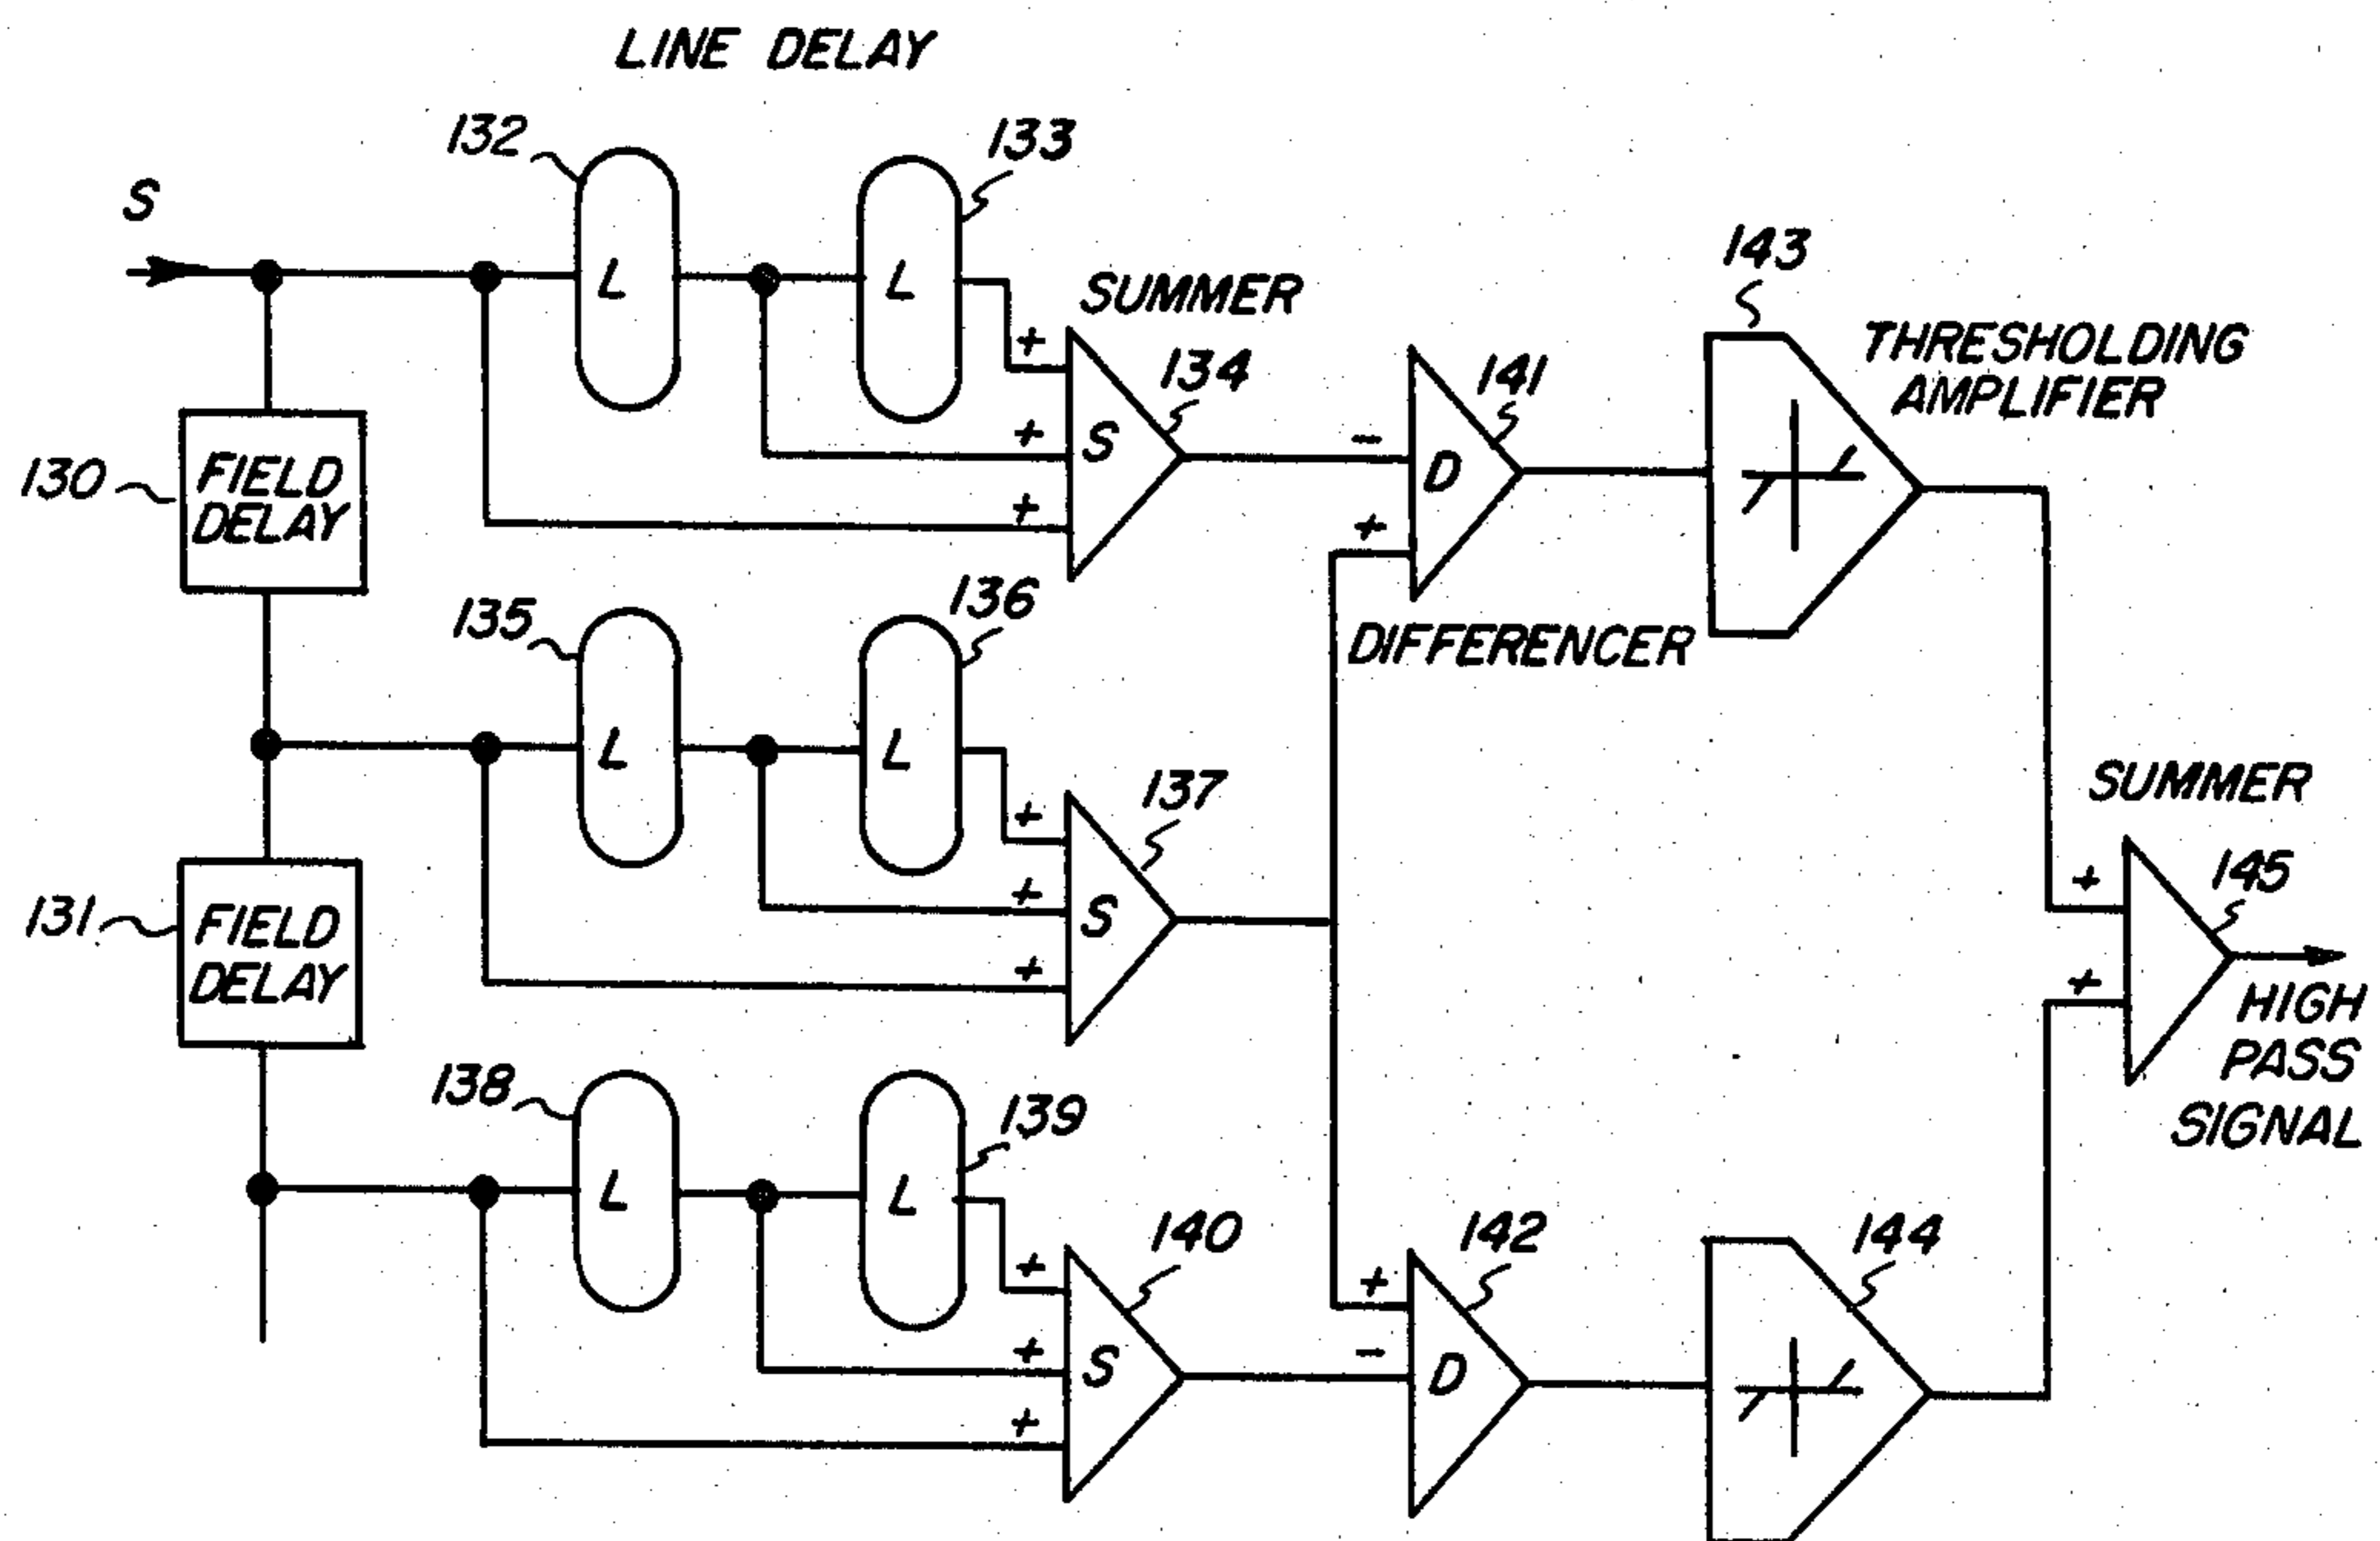 LINE DELAY
132
133
S
L
L
SUMMER
134
+
+
+
S
143
THRESHOLDING
AMPLIFIER
141
-
+
D
DIFFERENCER
130
FIELD
DELAY
135
136
L
L
137
+
+
+
S
SUMMER
145
+
+
HIGH
PASS
SIGNAL
131
FIELD
DELAY
138
139
L
L
140
+
+
+
S
142
+
-
D
144